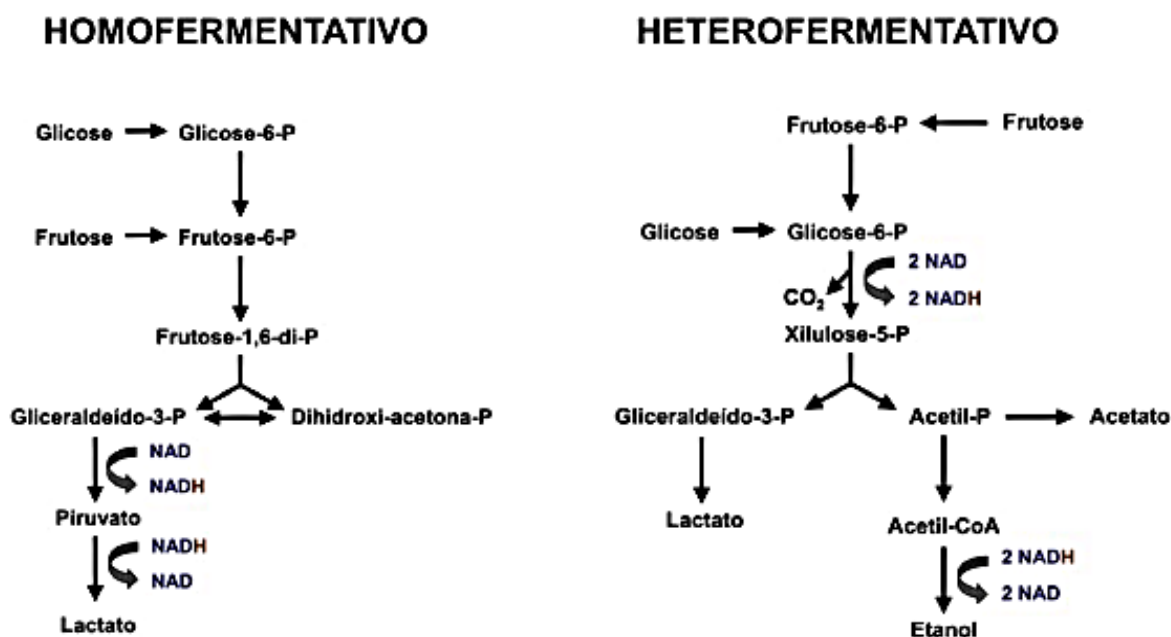 HOMOFERMENTATIVO
Glicose Glicose-6-P
Frutose Frutose-6-P
Frutose-1,6-di-P
Gliceraldeído-3-P Dihidroxi-acetona-P
NAD
NADH
Piruvato
NADH
NAD
Lactato
HETEROFERMENTATIVO
Frutose-6-P Frutose
Glicose Glicose-6-P
2 NAD
CO₂ 2 NADH
Xilulose-5-P
Gliceraldeído-3-P Acetil-P Acetato
Lactato Acetil-CoA
2 NADH
2 NAD
Etanol